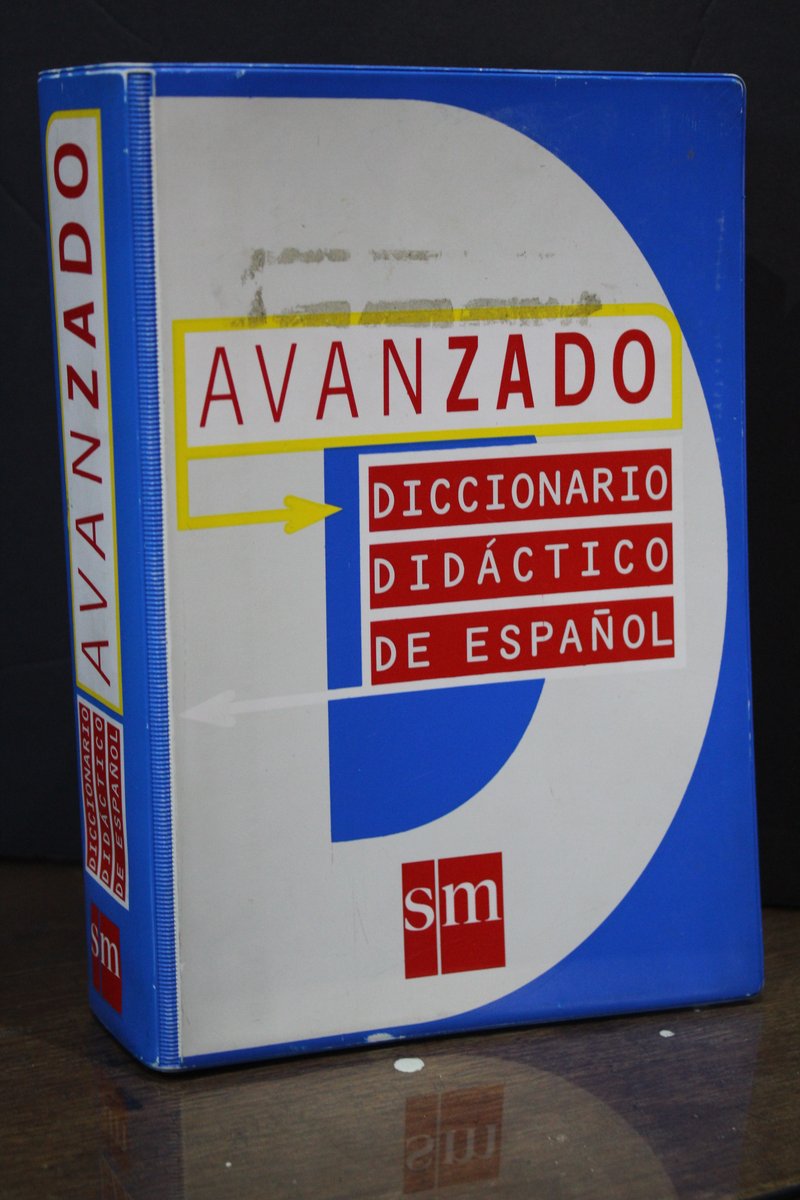 AVANZADO
DICCIONARIO
DIDÁCTICO
DE ESPAÑOL
sm
AVANZADO
DICCIONARIO
DIDÁCTICO
DE ESPAÑOL
sm